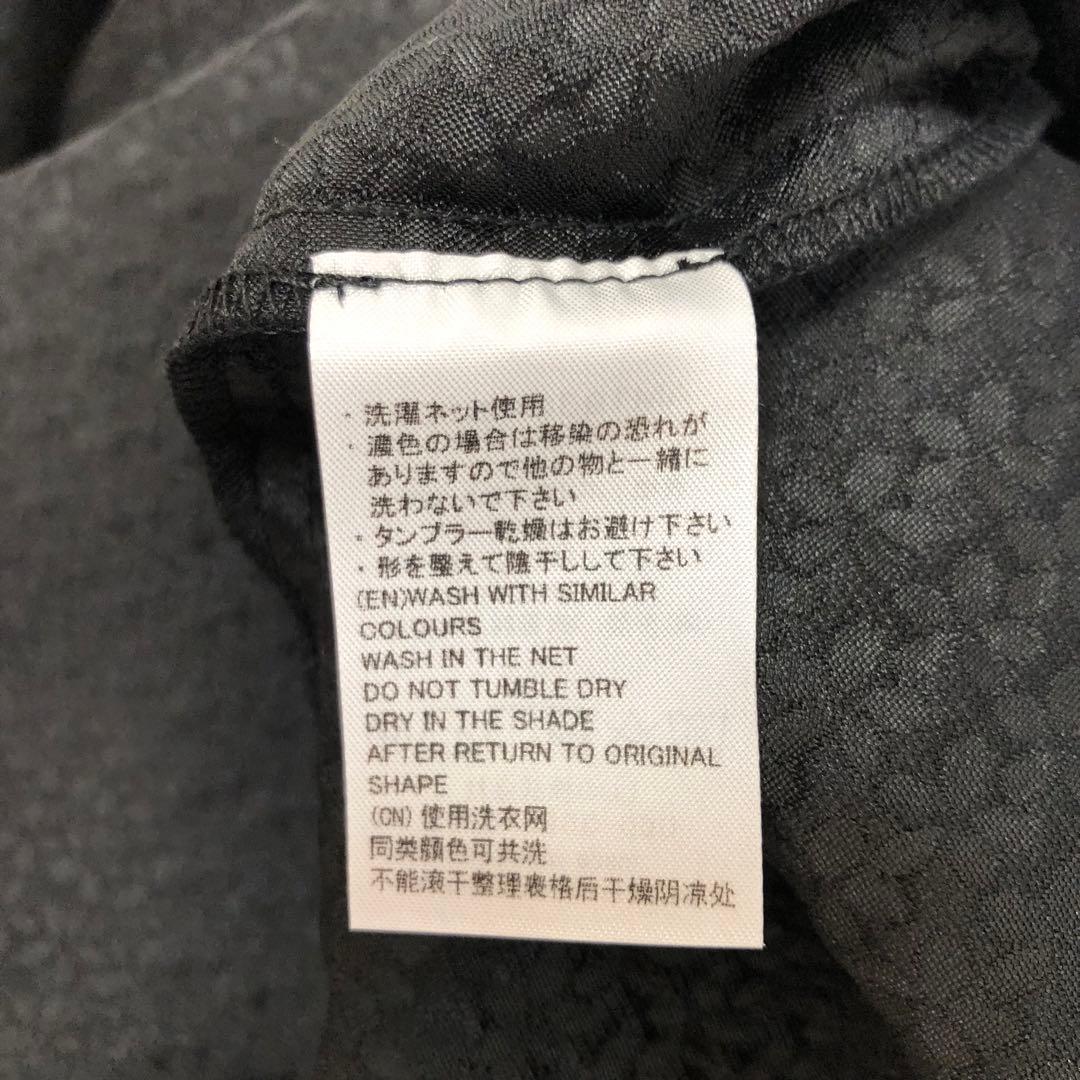 ・洗濯ネット使用
・濃色の場合は移染の恐れが
ありますので他の物と一緒に
洗わないで下さい
・タンブラー乾燥はお避け下さい
・形を整えて陰干しして下さい
(EN)WASH WITH SIMILAR
COLOURS
WASH IN THE NET
DO NOT TUMBLE DRY
DRY IN THE SHADE
AFTER RETURN TO ORIGINAL
SHAPE
(CN) 使用洗衣网
同类颜色可共洗
不能滚干整理表格后干燥阴凉处